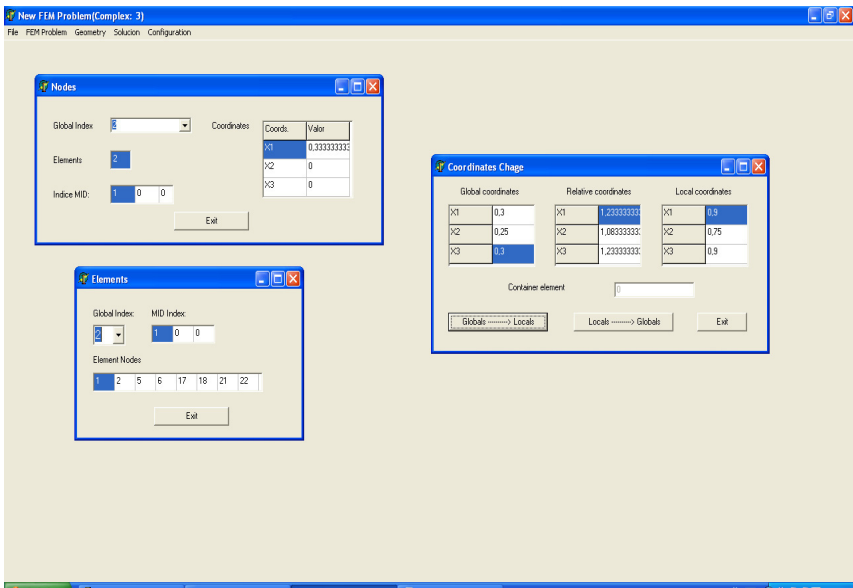 New FEM Problem(Complex: 3)
File FEM Problem Geometry Solucion Configuration
Nodes
Global Index 2 Coordinates
Coords. Valor
X1 0,333333333
X2 0
X3 0
Elements 2
Indice MID: 1 0 0
Exit
Elements
Global Index: MID Index:
2 1 0 0
Element Nodes
1 2 5 6 17 18 21 22
Exit
Coordinates Chage
Global coordinates Relative coordinates Local coordinates
X1 0,3 X1 1,23333333 X1 0,9
X2 0,25 X2 1,08333333 X2 0,75
X3 0,3 X3 1,23333333 X3 0,9
Container element 0
Globals ---------> Locals Locals ---------> Globals Exit